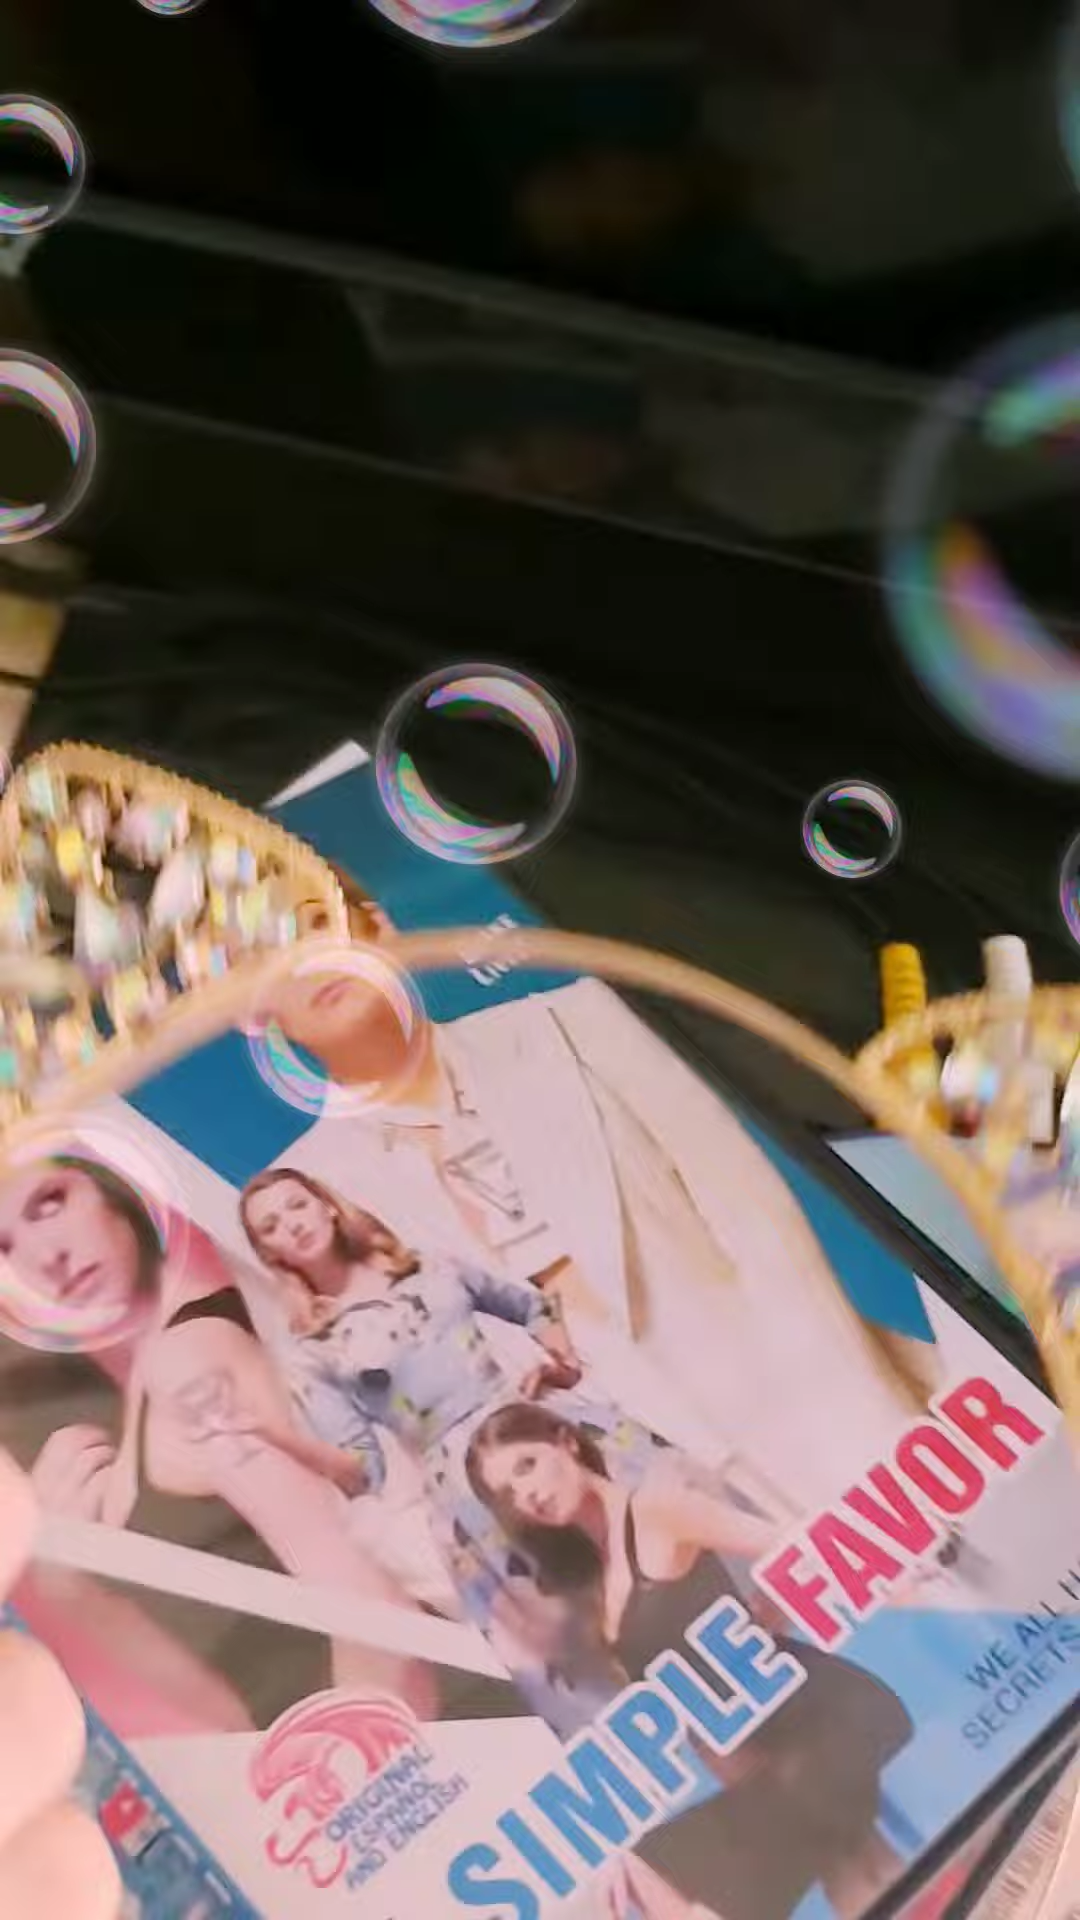 SIMPLE FAVOR
WE ALL H
SECRETS
ORIGINAL
ESPAÑOL
AND ENGLISH